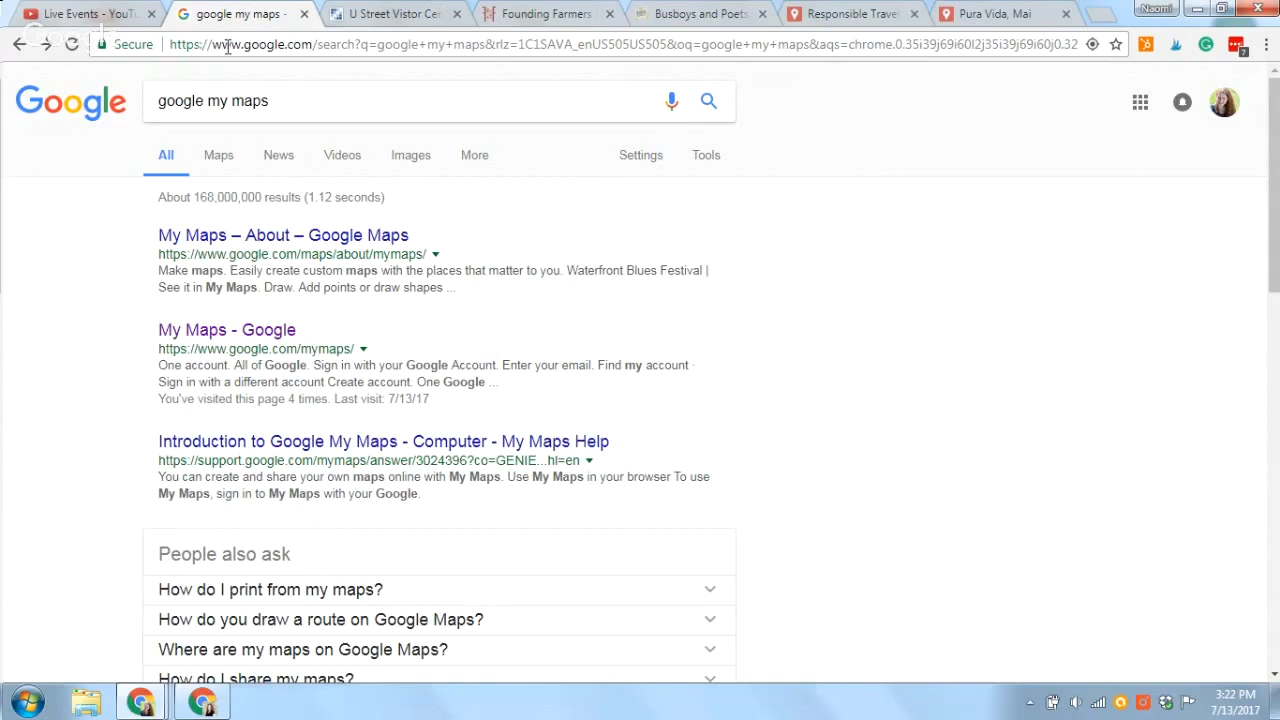 Live Events - YouTu
google my maps -
U Street Vistor Cent
Founding Farmers
Busboys and Poets
Responsible Travel
Pura Vida, Mai
Naomi
Secure
https://www.google.com/search?q=google+my+maps&rlz=1C1SAVA_enUS505US505&oq=google+my+map&aqs=chrome.0.35i39j69i60l2j35i39j69i60j0.32
7
Google
google my maps
All Maps News Videos Images More Settings Tools
About 168,000,000 results (1.12 seconds)
My Maps – About – Google Maps
https://www.google.com/maps/about/mymaps/
Make maps. Easily create custom maps with the places that matter to you. Waterfront Blues Festival |
See it in My Maps. Draw. Add points or draw shapes ...
My Maps - Google
https://www.google.com/mymaps/
One account. All of Google. Sign in with your Google Account. Enter your email. Find my account ·
Sign in with a different account Create account. One Google ...
You've visited this page 4 times. Last visit: 7/13/17
Introduction to Google My Maps - Computer - My Maps Help
https://support.google.com/mymaps/answer/3024396?co=GENIE...hl=en
You can create and share your own maps online with My Maps. Use My Maps in your browser To use
My Maps, sign in to My Maps with your Google.
People also ask
How do I print from my maps?
How do you draw a route on Google Maps?
Where are my maps on Google Maps?
How do I share my maps?
3:22 PM
7/13/2017